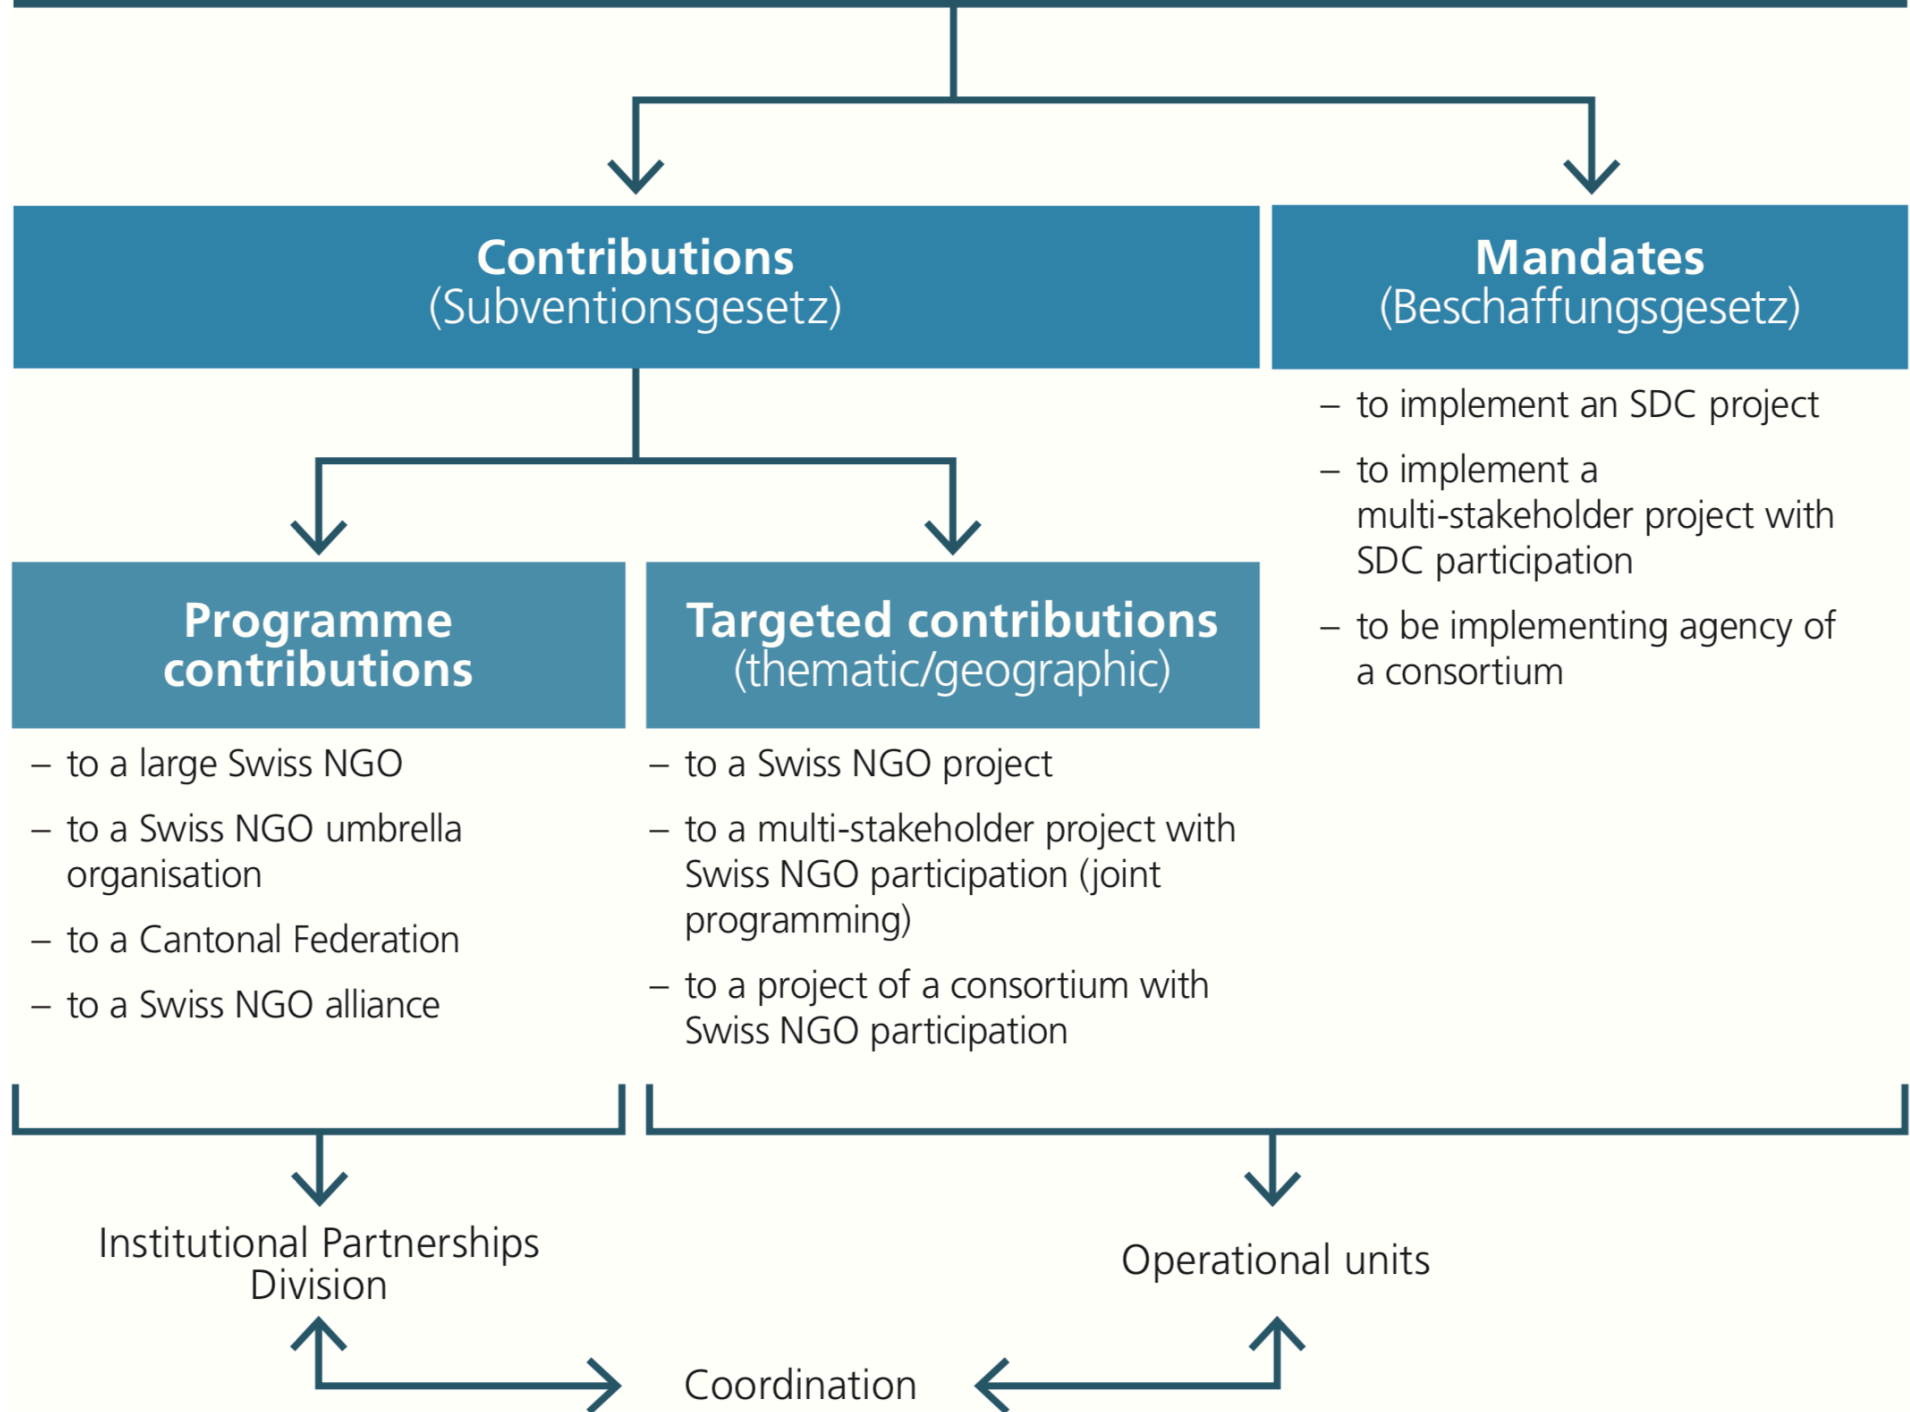 Contributions
(Subventionsgesetz)
Mandates
(Beschaffungsgesetz)
– to implement an SDC project
– to implement a
multi-stakeholder project with
SDC participation
– to be implementing agency of
a consortium
Programme
contributions
– to a large Swiss NGO
– to a Swiss NGO umbrella
organisation
– to a Cantonal Federation
– to a Swiss NGO alliance
Targeted contributions
(thematic/geographic)
– to a Swiss NGO project
– to a multi-stakeholder project with
Swiss NGO participation (joint
programming)
– to a project of a consortium with
Swiss NGO participation
Institutional Partnerships
Division
Operational units
Coordination